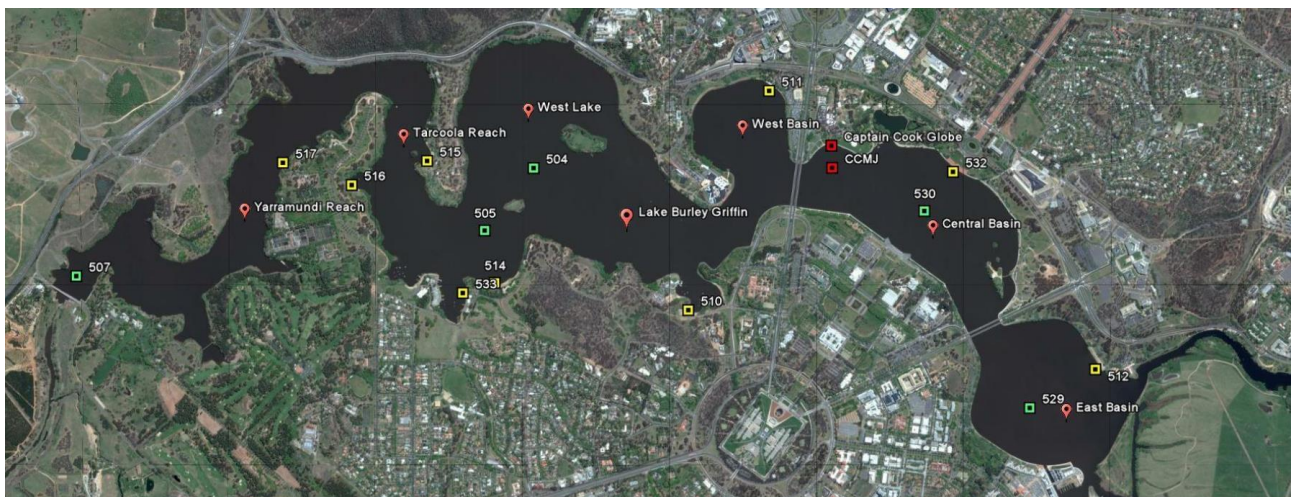 511
West Lake
West Basin
Tarcoola Reach
Captain Cook Globe
517
515
504
CCMJ
532
516
Yarramundi Reach
505
Lake Burley Griffin
530
Central Basin
507
514
533
510
512
529
East Basin